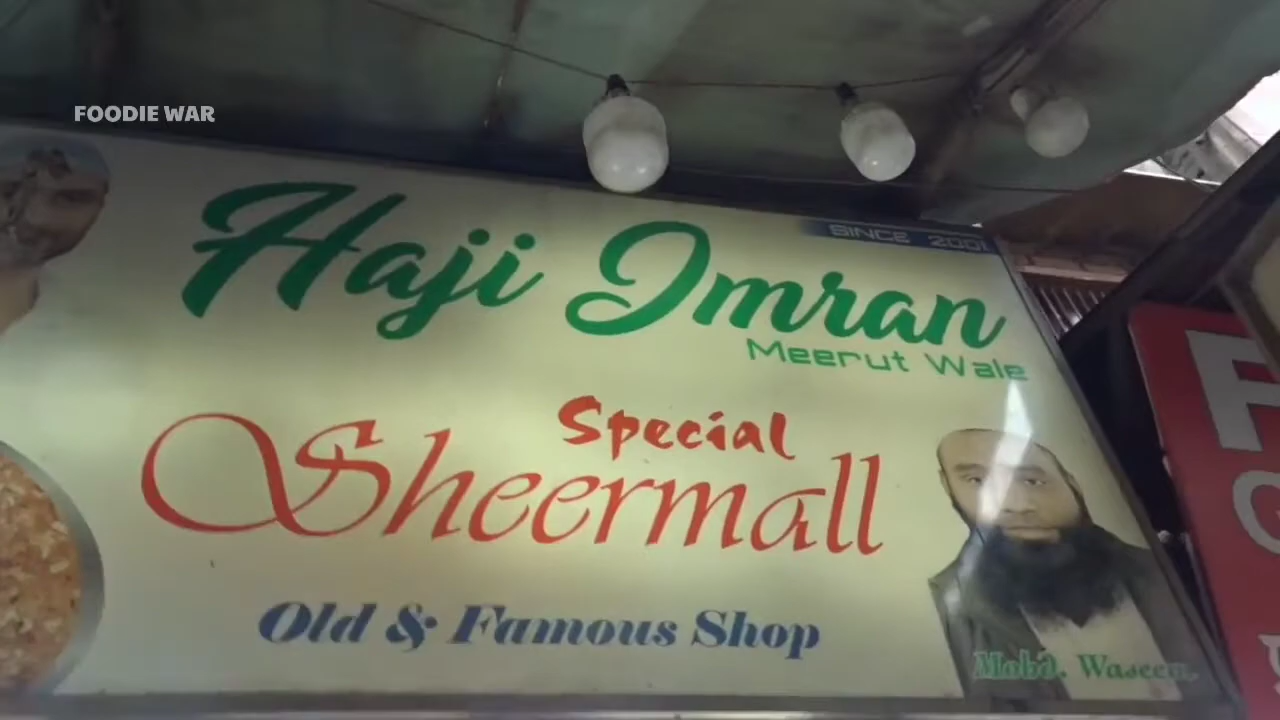 FOODIE WAR
SINCE 2001
Haji Imran
Meerut Wale
Special
Sheermall
Old & Famous Shop
Mohd. Waseem.